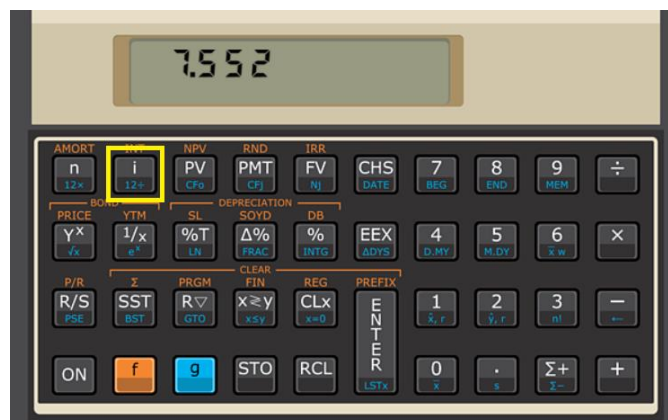 7.552
AMORT INT NPV RND IRR
n i PV PMT FV CHS 7 8 9 ÷
12× 12÷ CFo CFj Nj DATE BEG END MEM
BOND DEPRECIATION
PRICE YTM SL SOYD DB
Yˣ 1/x %T Δ% % EEX 4 5 6 ×
√x eˣ LN FRAC INTG ΔDYS D.MY M.DY x̅ w
CLEAR
P/R Σ PRGM FIN REG PREFIX
R/S SST R▽ x≷y CLx ENTER 1 2 3 −
PSE BST GTO x≤y x=0 x̂, r ŷ, r n! ←
ON f g STO RCL 0 . Σ+ +
LSTx x̅ s Σ−